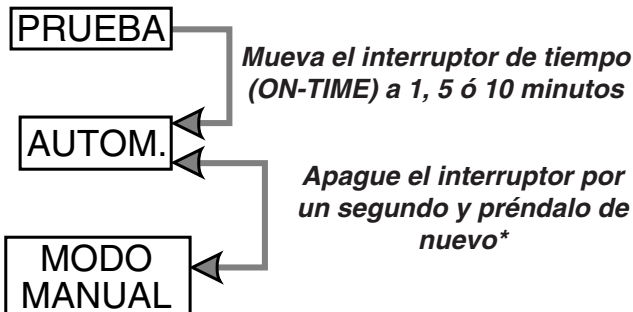 PRUEBA
Mueva el interruptor de tiempo
(ON-TIME) a 1, 5 ó 10 minutos
AUTOM.
Apague el interruptor por
un segundo y préndalo de
nuevo*
MODO
MANUAL